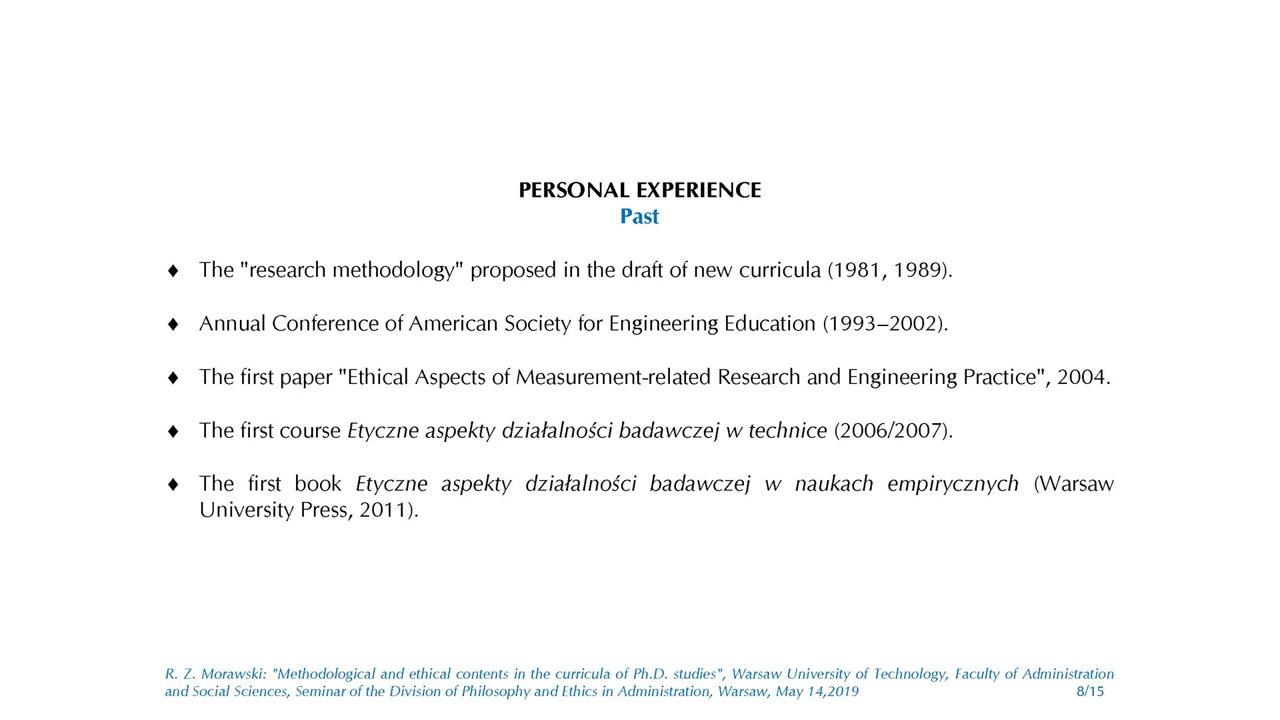 PERSONAL EXPERIENCE
Past
♦ The "research methodology" proposed in the draft of new curricula (1981, 1989).
♦ Annual Conference of American Society for Engineering Education (1993–2002).
♦ The first paper "Ethical Aspects of Measurement-related Research and Engineering Practice", 2004.
♦ The first course Etyczne aspekty działalności badawczej w technice (2006/2007).
♦ The first book Etyczne aspekty działalności badawczej w naukach empirycznych (Warsaw
University Press, 2011).
R. Z. Morawski: "Methodological and ethical contents in the curricula of Ph.D. studies", Warsaw University of Technology, Faculty of Administration
and Social Sciences, Seminar of the Division of Philosophy and Ethics in Administration, Warsaw, May 14,2019 8/15